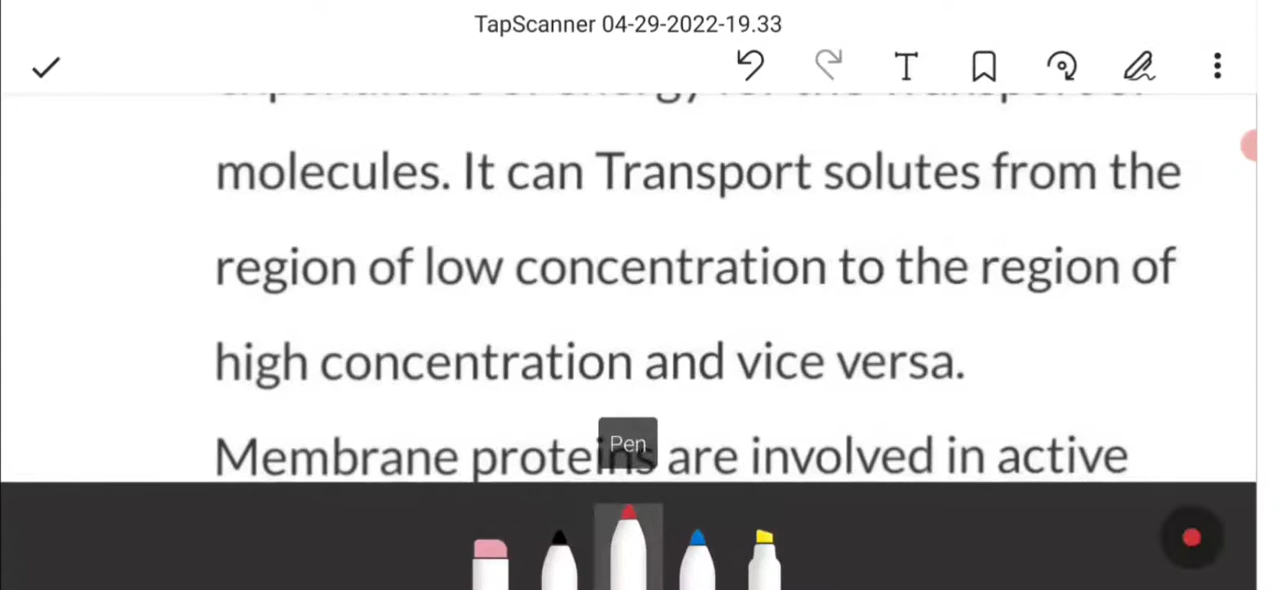 TapScanner 04-29-2022-19.33
molecules. It can Transport solutes from the
region of low concentration to the region of
high concentration and vice versa.
Pen
Membrane proteins are involved in active